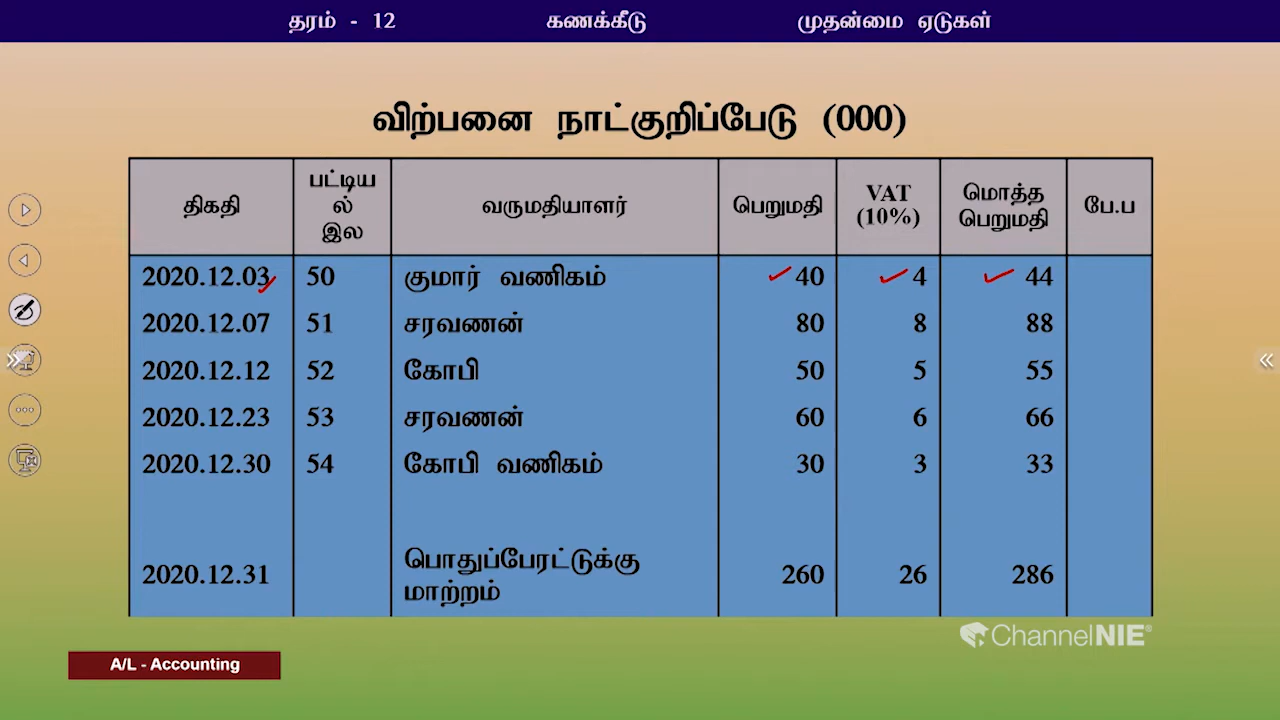 தரம் - 12 கணக்கீடு முதன்மை ஏடுகள்
விற்பனை நாட்குறிப்பேடு (000)
திகதி பட்டியல் இல வருமதியாளர் பெறுமதி VAT (10%) மொத்த பெறுமதி பே.ப
2020.12.03 50 குமார் வணிகம் 40 4 44
2020.12.07 51 சரவணன் 80 8 88
2020.12.12 52 கோபி 50 5 55
2020.12.23 53 சரவணன் 60 6 66
2020.12.30 54 கோபி வணிகம் 30 3 33
2020.12.31 பொதுப்பேரட்டுக்கு மாற்றம் 260 26 286
ChannelNIE
A/L - Accounting